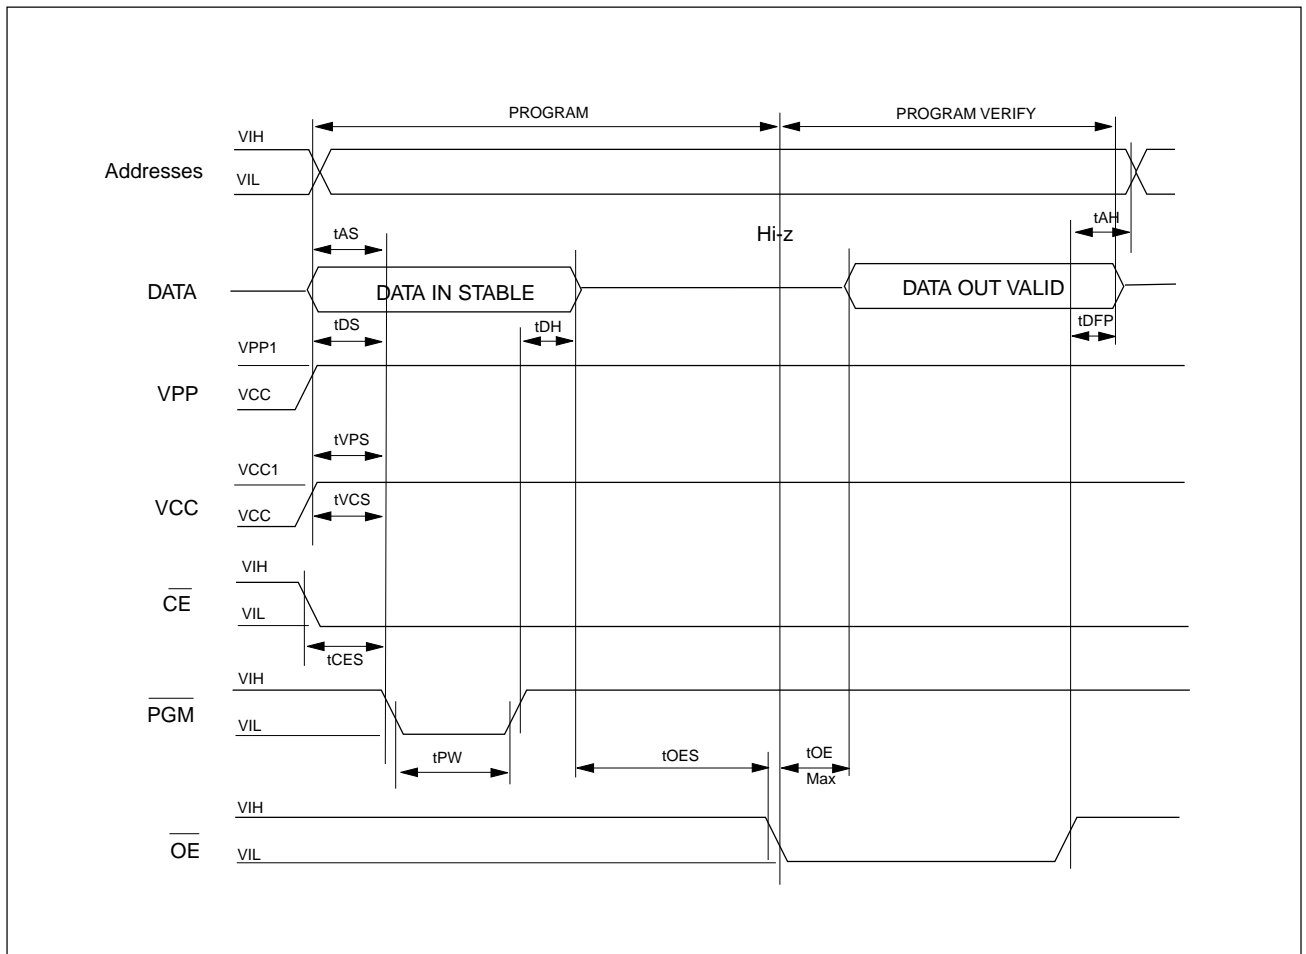 PROGRAM
PROGRAM VERIFY
VIH
Addresses
VIL
tAS
Hi-z
tAH
DATA
DATA IN STABLE
DATA OUT VALID
tDS
tDH
tDFP
VPP1
VPP
VCC
tVPS
VCC1
VCC
tVCS
VCC
VIH
CE
VIL
tCES
VIH
PGM
VIL
tPW
tOES
tOE
Max
VIH
OE
VIL